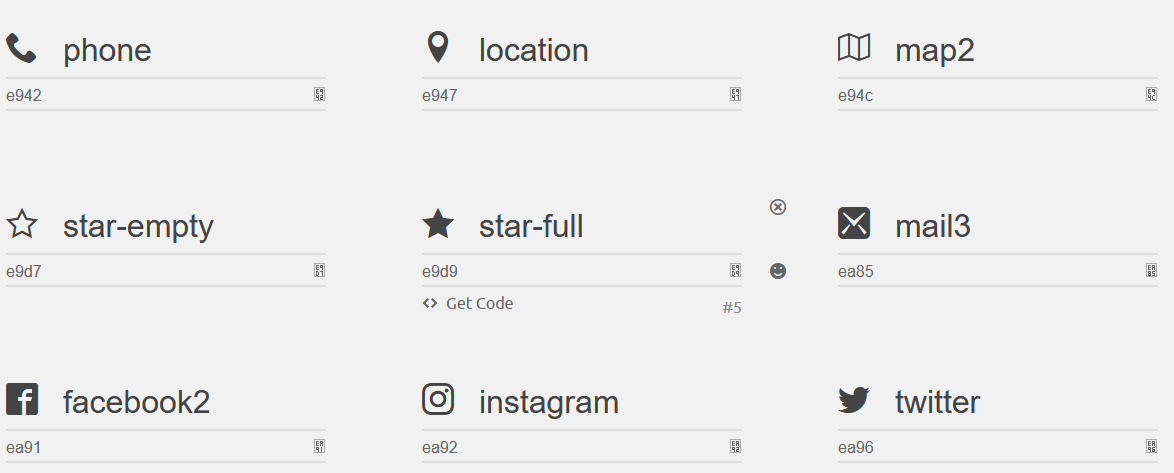 phone
e942
location
e947
map2
e94c
star-empty
e9d7
star-full
e9d9
Get Code
#5
mail3
ea85
facebook2
ea91
instagram
ea92
twitter
ea96